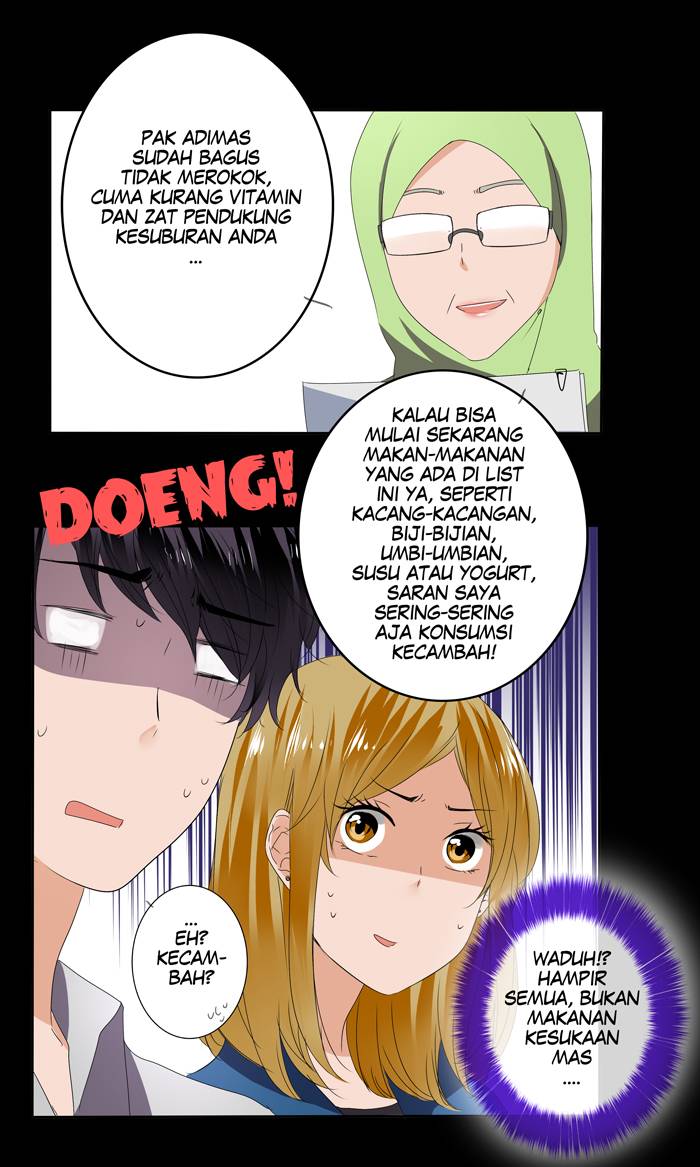 PAK ADIMAS
SUDAH BAGUS
TIDAK MEROKOK,
CUMA KURANG VITAMIN
DAN ZAT PENDUKUNG
KESUBURAN ANDA
...
KALAU BISA
MULAI SEKARANG
MAKAN-MAKANAN
YANG ADA DI LIST
INI YA, SEPERTI
KACANG-KACANGAN,
BIJI-BIJIAN,
UMBI-UMBIAN,
SUSU ATAU YOGURT,
SARAN SAYA
SERING-SERING
AJA KONSUMSI
KECAMBAH!
DOENG!
...
EH?
KECAM-
BAH?
WADUH!?
HAMPIR
SEMUA, BUKAN
MAKANAN
KESUKAAN
MAS
....